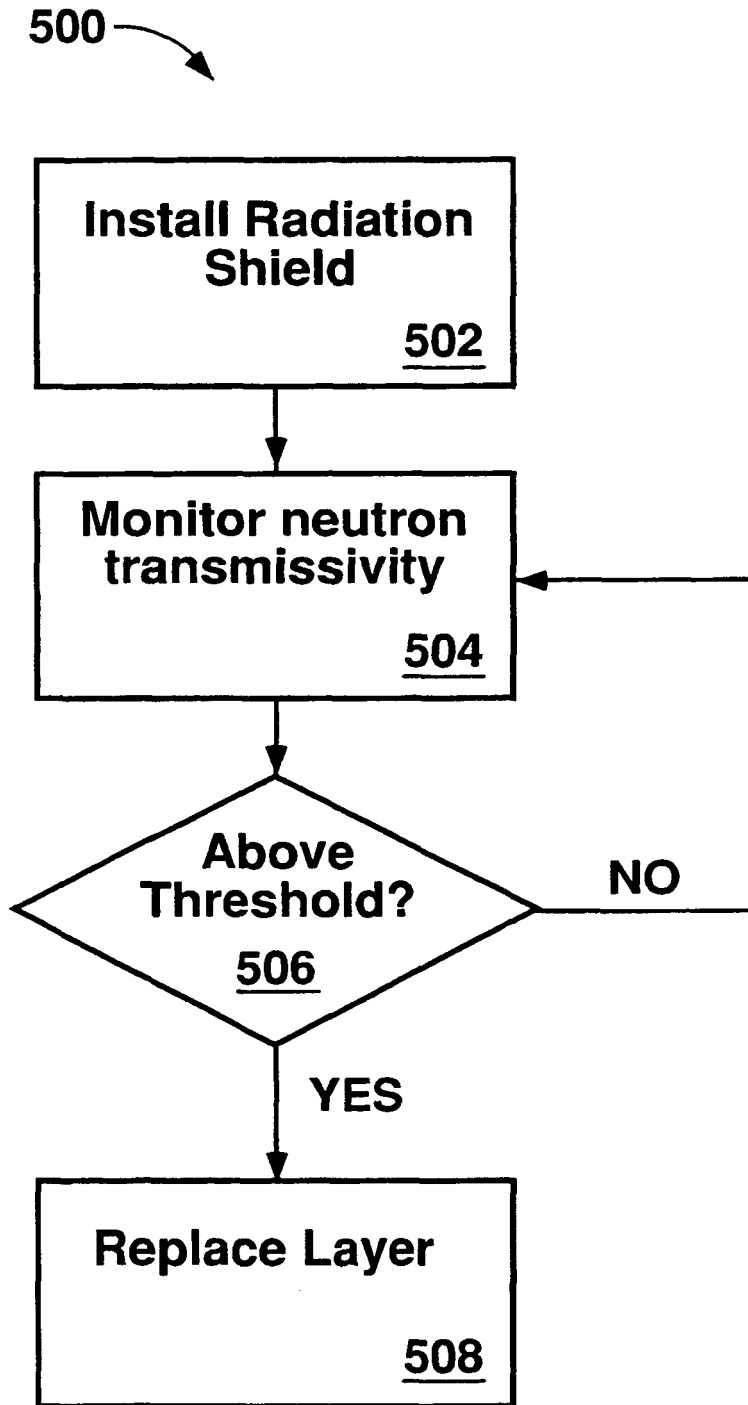 500
Install Radiation
Shield
502
Monitor neutron
transmissivity
504
Above
Threshold?
506
NO
YES
Replace Layer
508